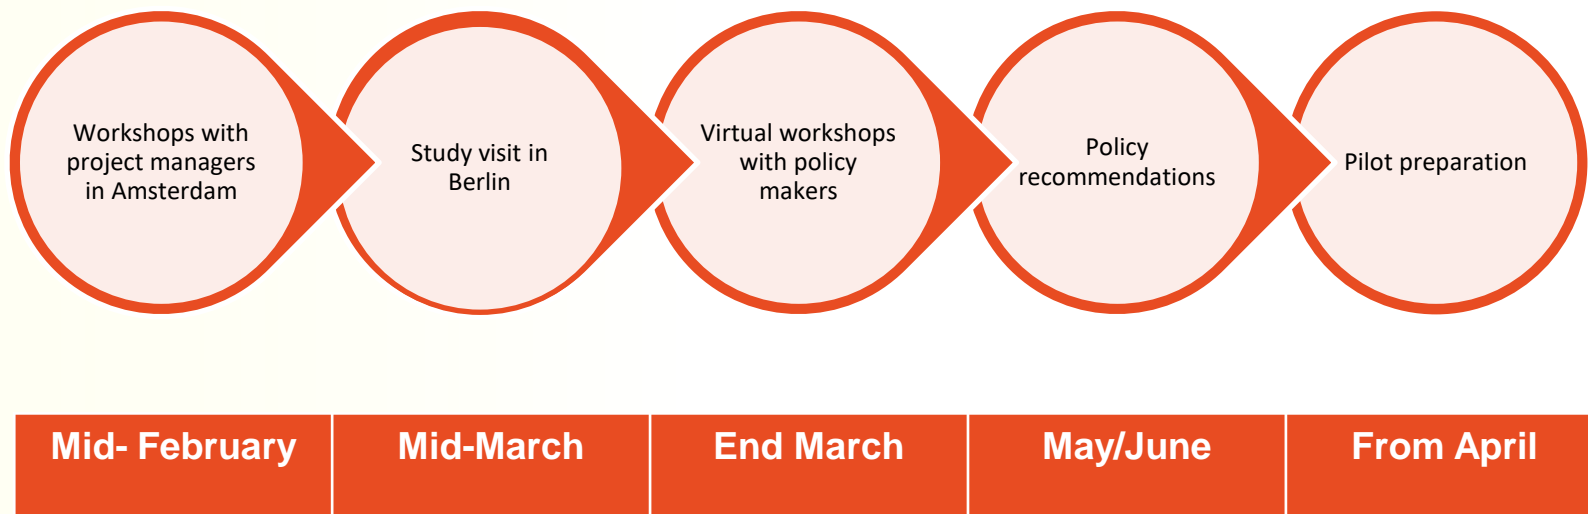 Workshops with
project managers
in Amsterdam
Study visit in
Berlin
Virtual workshops
with policy
makers
Policy
recommendations
Pilot preparation
Mid- February
Mid-March
End March
May/June
From April